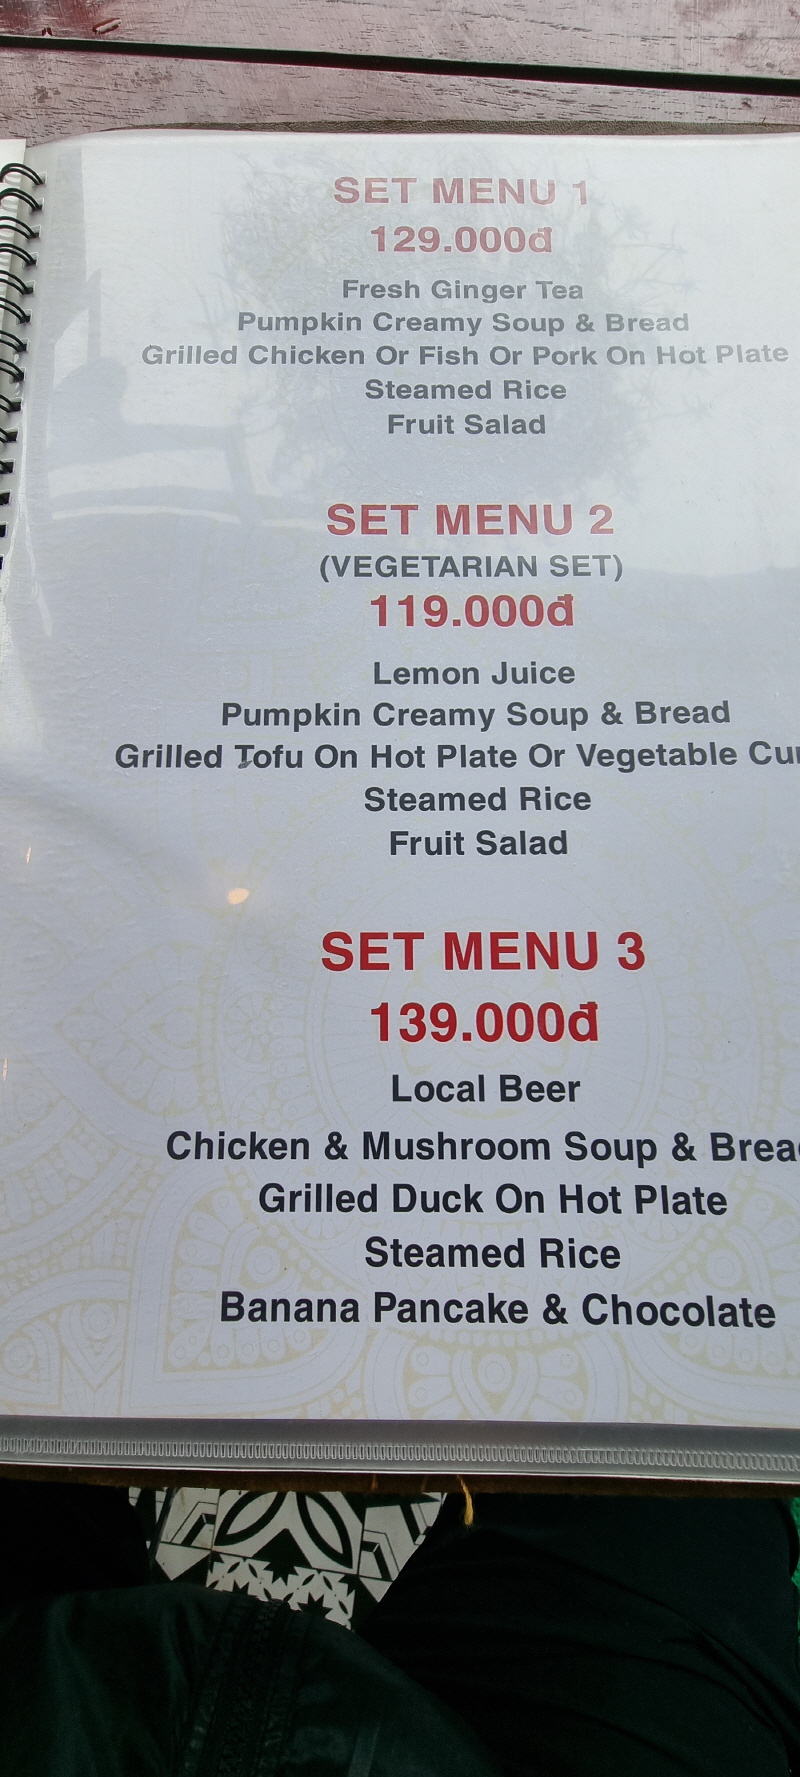 SET MENU 1
129.000đ
Fresh Ginger Tea
Pumpkin Creamy Soup & Bread
Grilled Chicken Or Fish Or Pork On Hot Plate
Steamed Rice
Fruit Salad
SET MENU 2
(VEGETARIAN SET)
119.000đ
Lemon Juice
Pumpkin Creamy Soup & Bread
Grilled Tofu On Hot Plate Or Vegetable
Steamed Rice
Fruit Salad
SET MENU 3
139.000đ
Local Beer
Chicken & Mushroom Soup &
Grilled Duck On Hot Plate
Steamed Rice
Banana Pancake & Chocolate